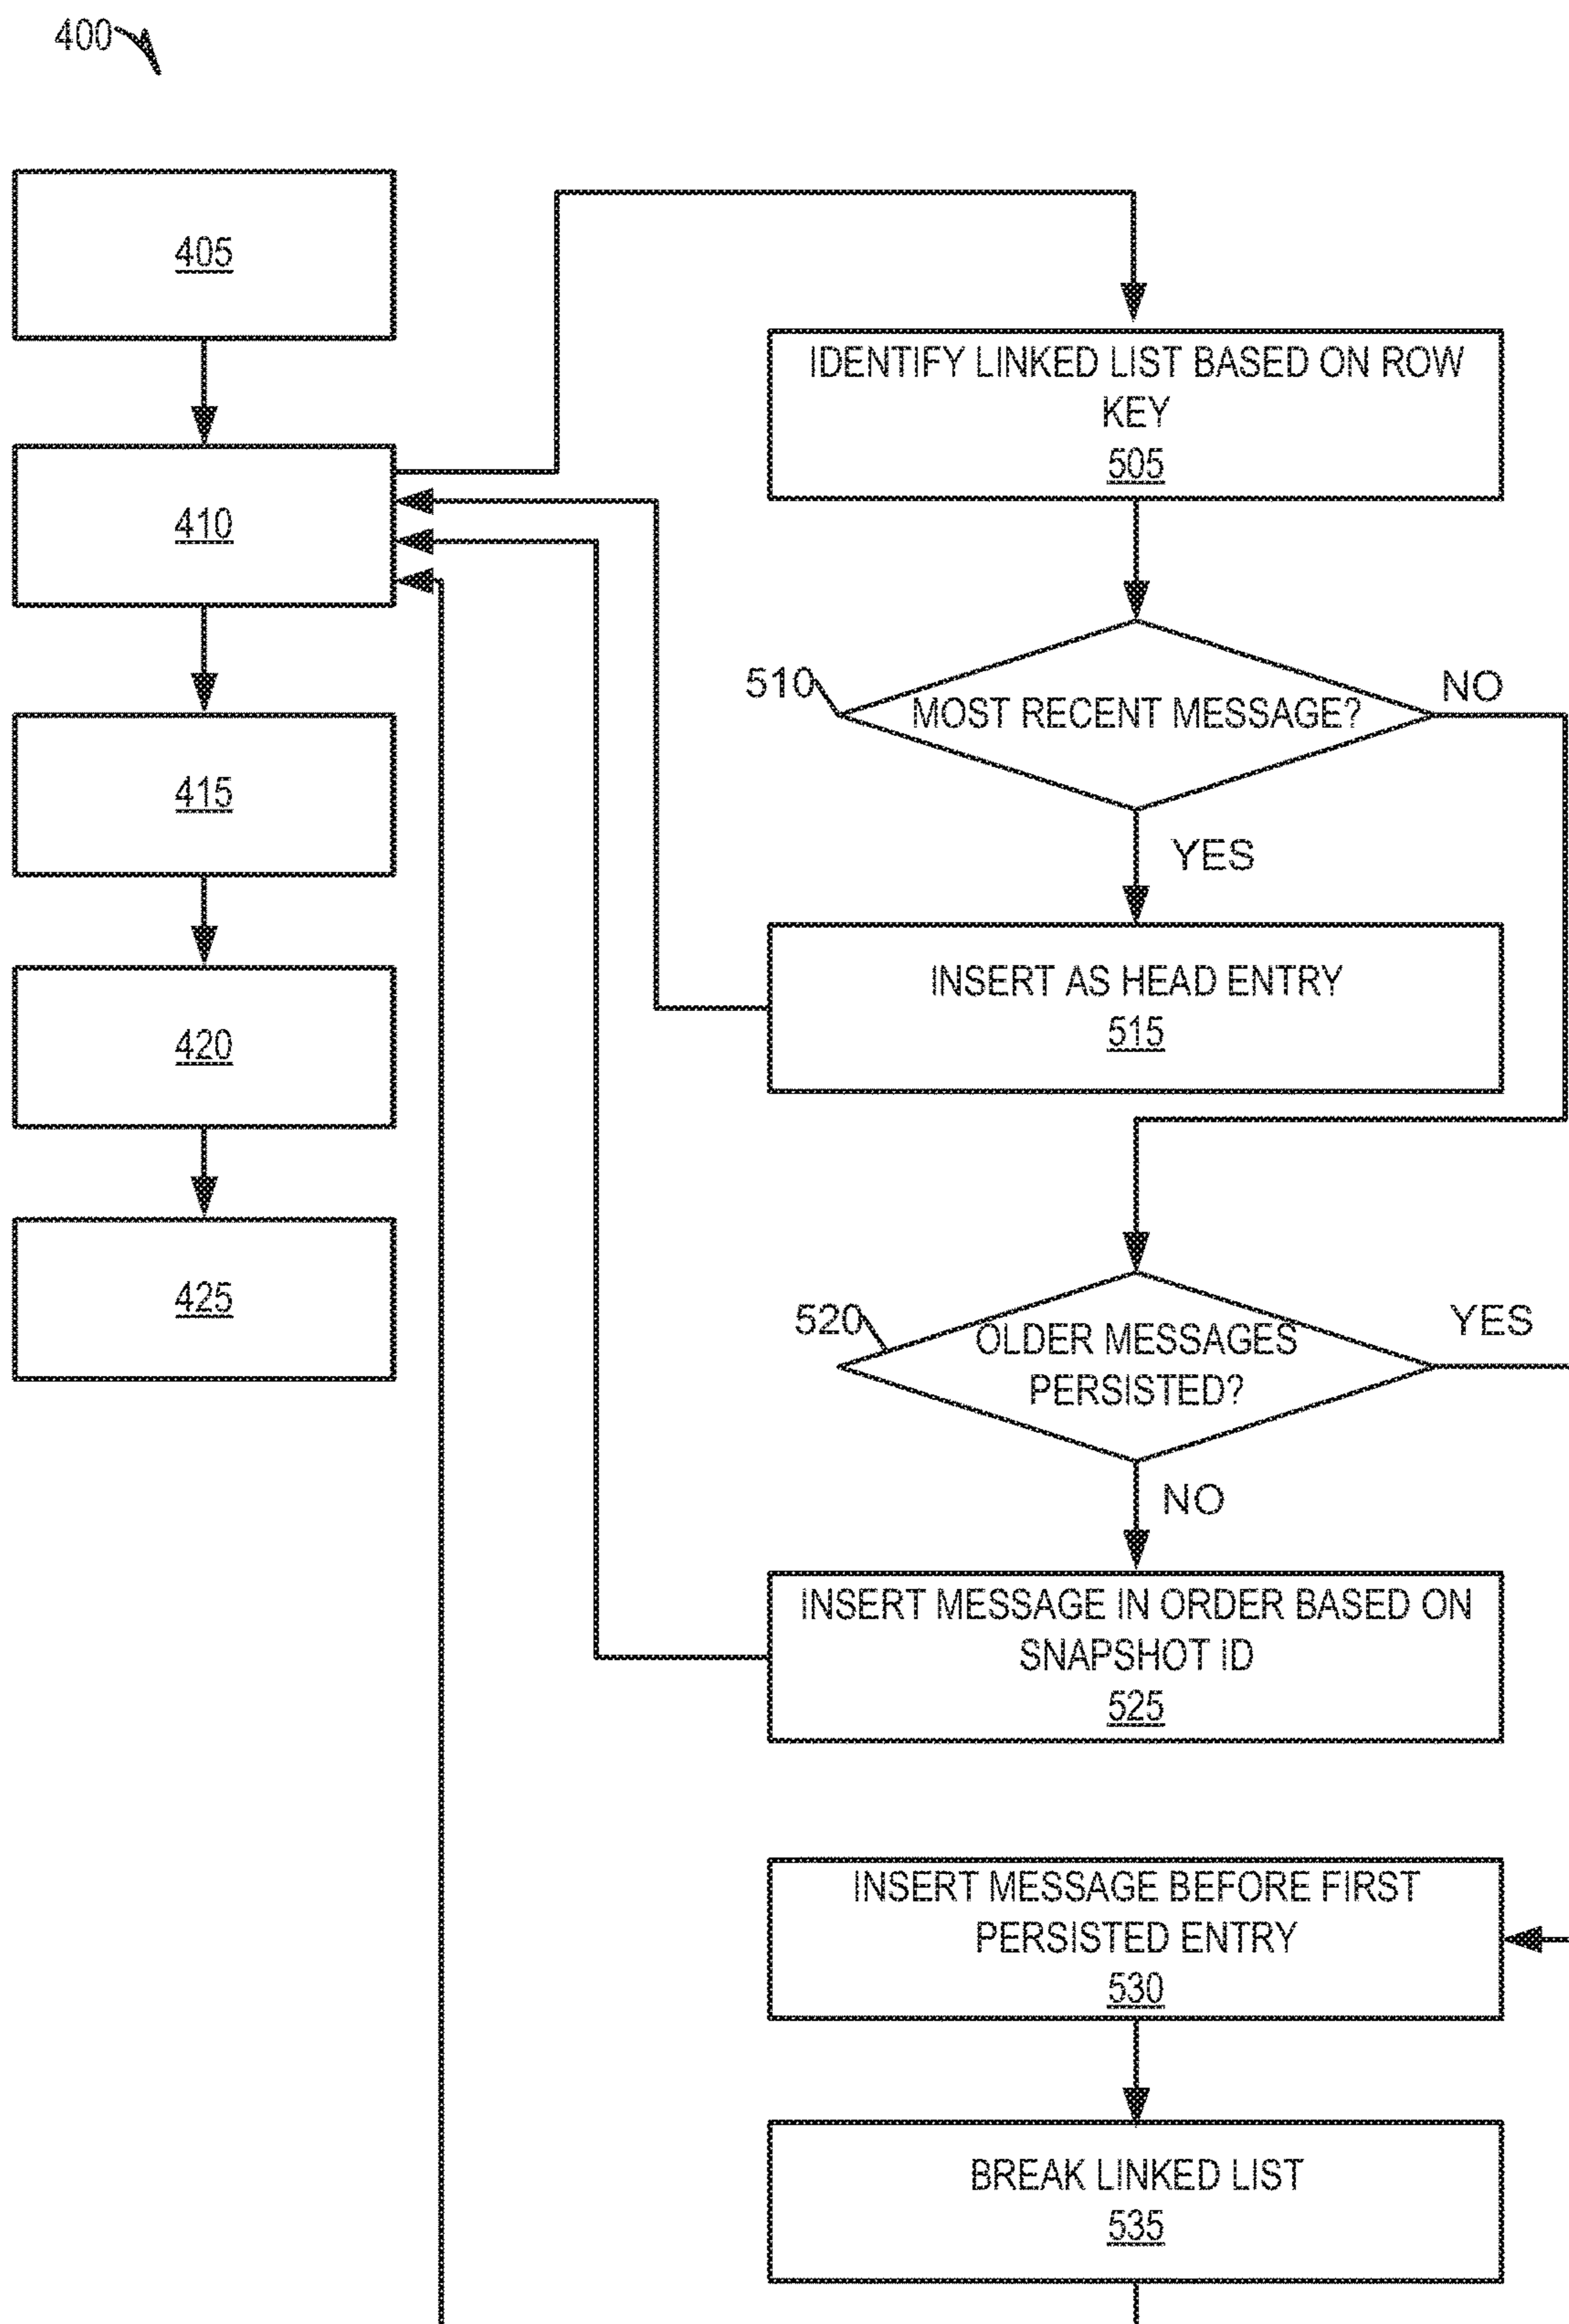 400
405
410
415
420
425
IDENTIFY LINKED LIST BASED ON ROW
KEY
505
510
MOST RECENT MESSAGE?
NO
YES
INSERT AS HEAD ENTRY
515
520
OLDER MESSAGES
PERSISTED?
YES
NO
INSERT MESSAGE IN ORDER BASED ON
SNAPSHOT ID
525
INSERT MESSAGE BEFORE FIRST
PERSISTED ENTRY
530
BREAK LINKED LIST
535